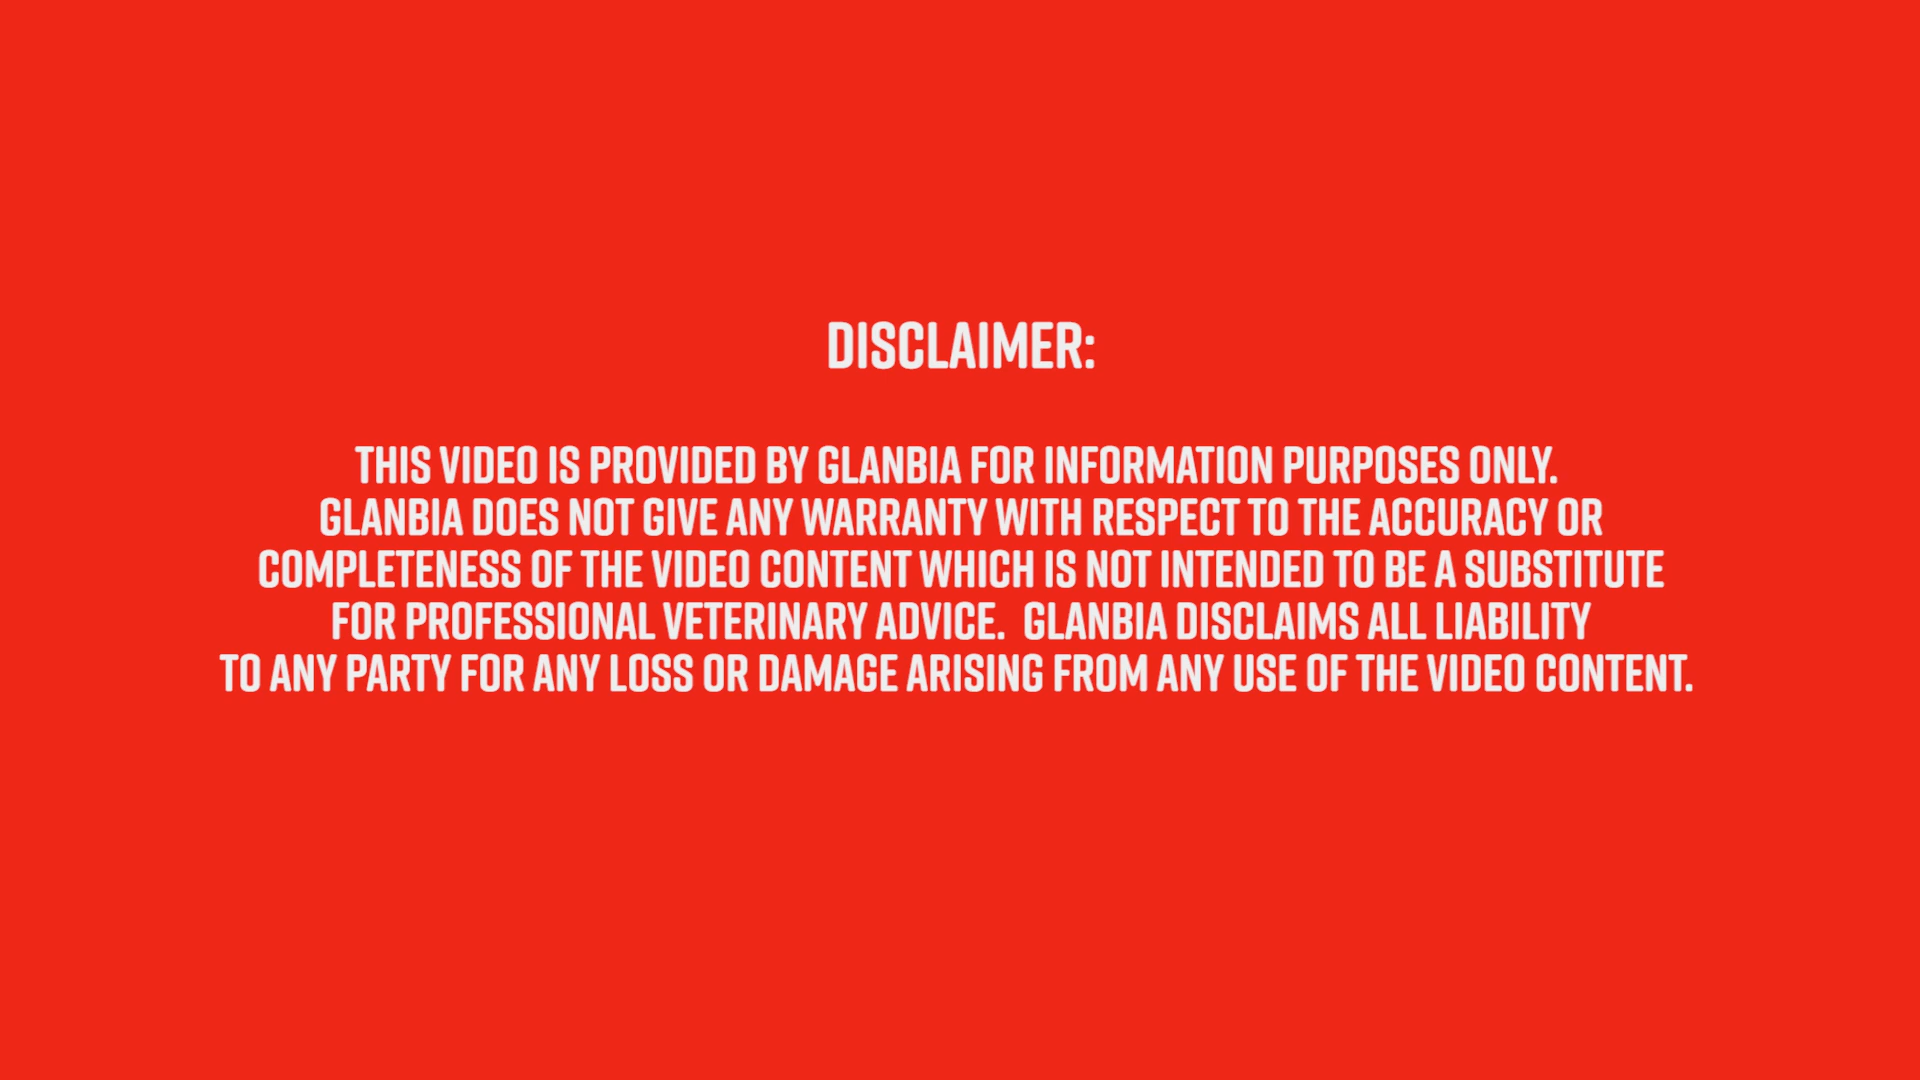 DISCLAIMER:
THIS VIDEO IS PROVIDED BY GLANBIA FOR INFORMATION PURPOSES ONLY.
GLANBIA DOES NOT GIVE ANY WARRANTY WITH RESPECT TO THE ACCURACY OR
COMPLETENESS OF THE VIDEO CONTENT WHICH IS NOT INTENDED TO BE A SUBSTITUTE
FOR PROFESSIONAL VETERINARY ADVICE.  GLANBIA DISCLAIMS ALL LIABILITY
TO ANY PARTY FOR ANY LOSS OR DAMAGE ARISING FROM ANY USE OF THE VIDEO CONTENT.